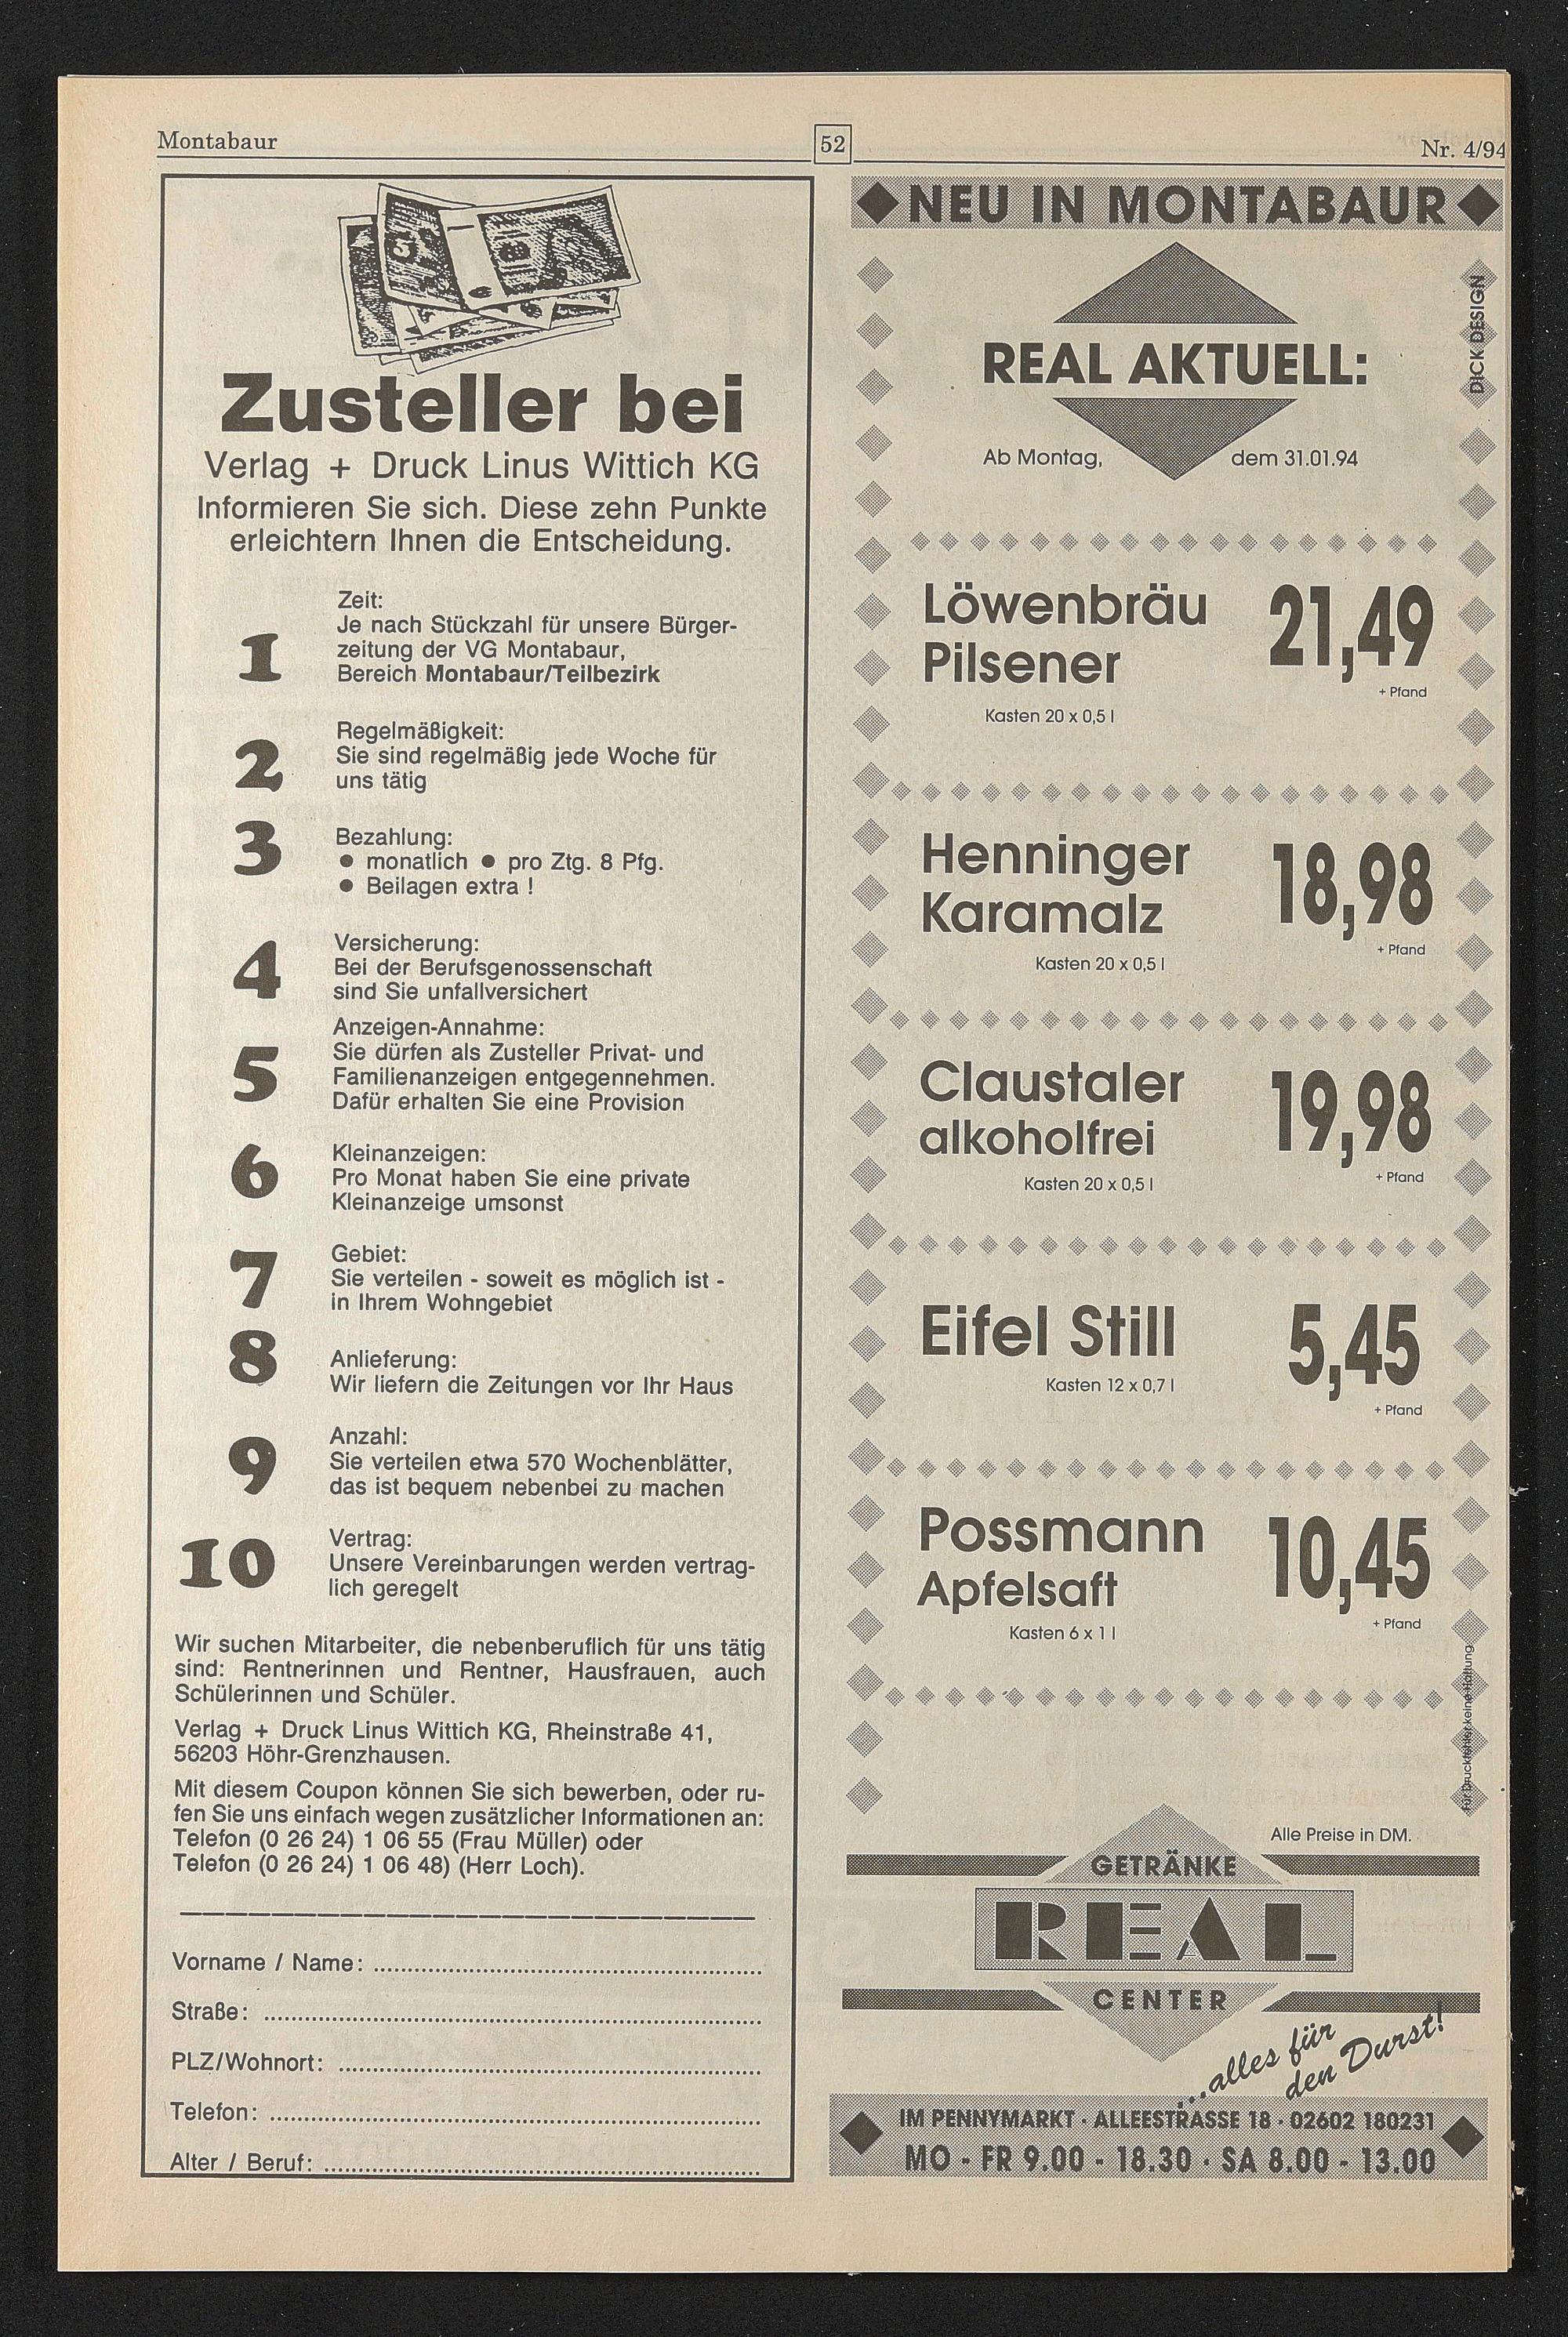 Montabaur
52
Nr. 4/94
Zusteller bei
Verlag + Druck Linus Wittich KG
Informieren Sie sich. Diese zehn Punkte
erleichtern Ihnen die Entscheidung.
1
Zeit:
Je nach Stückzahl für unsere Bürger-
zeitung der VG Montabaur,
Bereich Montabaur/Teilbezirk
2
Regelmäßigkeit:
Sie sind regelmäßig jede Woche für
uns tätig
3
Bezahlung:
● monatlich ● pro Ztg. 8 Pfg.
● Beilagen extra !
4
Versicherung:
Bei der Berufsgenossenschaft
sind Sie unfallversichert
5
Anzeigen-Annahme:
Sie dürfen als Zusteller Privat- und
Familienanzeigen entgegennehmen.
Dafür erhalten Sie eine Provision
6
Kleinanzeigen:
Pro Monat haben Sie eine private
Kleinanzeige umsonst
7
Gebiet:
Sie verteilen - soweit es möglich ist -
in Ihrem Wohngebiet
8
Anlieferung:
Wir liefern die Zeitungen vor Ihr Haus
9
Anzahl:
Sie verteilen etwa 570 Wochenblätter,
das ist bequem nebenbei zu machen
10
Vertrag:
Unsere Vereinbarungen werden vertrag-
lich geregelt
Wir suchen Mitarbeiter, die nebenberuflich für uns tätig
sind: Rentnerinnen und Rentner, Hausfrauen, auch
Schülerinnen und Schüler.
Verlag + Druck Linus Wittich KG, Rheinstraße 41,
56203 Höhr-Grenzhausen.
Mit diesem Coupon können Sie sich bewerben, oder ru-
fen Sie uns einfach wegen zusätzlicher Informationen an:
Telefon (0 26 24) 1 06 55 (Frau Müller) oder
Telefon (0 26 24) 1 06 48) (Herr Loch).
Vorname / Name:
Straße:
PLZ/Wohnort:
Telefon:
Alter / Beruf:
NEU IN MONTABAUR
DICK DESIGN
REAL AKTUELL:
Ab Montag, dem 31.01.94
Löwenbräu
Pilsener
21,49
+ Pfand
Kasten 20 x 0,5 l
Henninger
Karamalz
18,98
+ Pfand
Kasten 20 x 0,5 l
Claustaler
alkoholfrei
19,98
+ Pfand
Kasten 20 x 0,5 l
Eifel Still
5,45
Kasten 12 x 0,7 l
+ Pfand
Possmann
Apfelsaft
10,45
+ Pfand
Kasten 6 x 1 l
Für Druckfehler keine Haftung
Alle Preise in DM.
GETRÄNKE
REAL
CENTER
...alles für
den Durst!
IM PENNYMARKT · ALLEESTRASSE 18 · 02602 180231
MO - FR 9.00 - 18.30 · SA 8.00 - 13.00